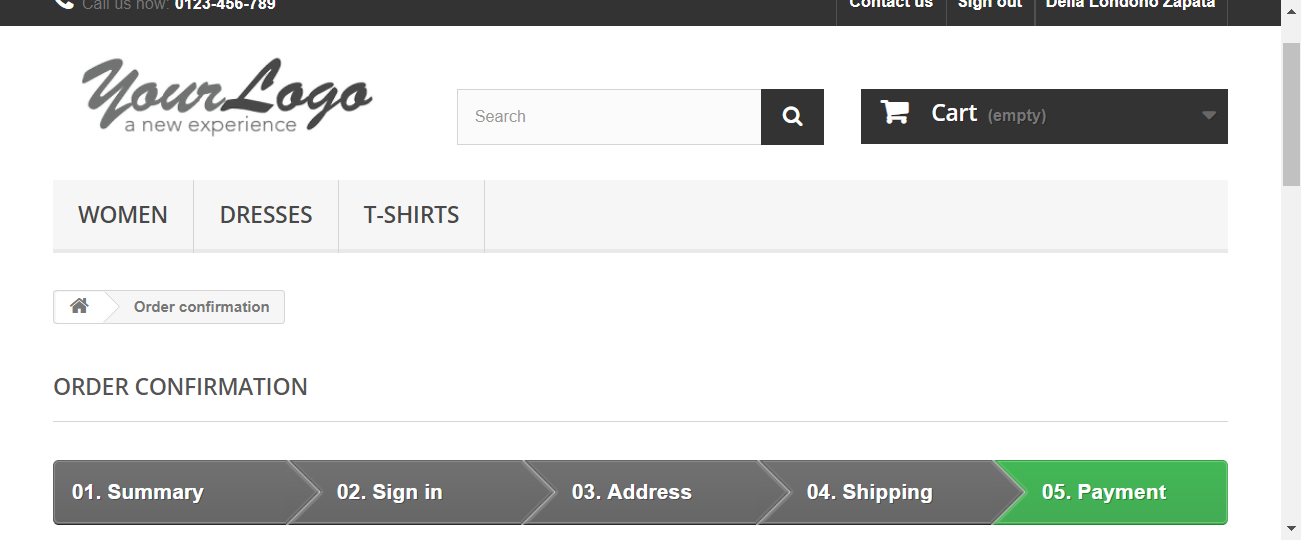 Call us now: 0123-456-789
Contact us
Sign out
Delia Londono Zapata
YourLogo
a new experience
Search
Cart (empty)
WOMEN
DRESSES
T-SHIRTS
Order confirmation
ORDER CONFIRMATION
01. Summary
02. Sign in
03. Address
04. Shipping
05. Payment